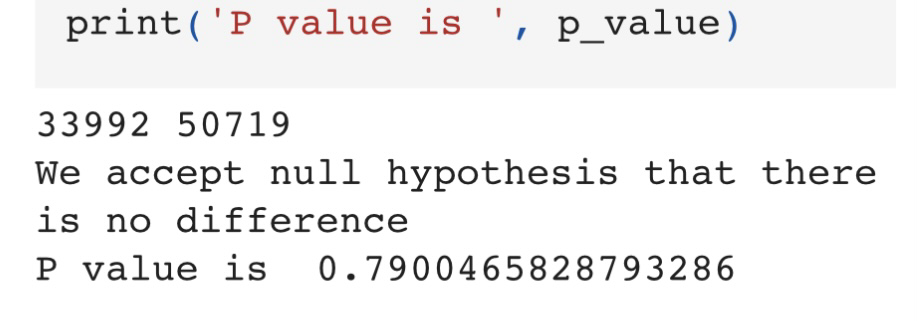 print('P value is ', p_value)
33992 50719
We accept null hypothesis that there
is no difference
P value is  0.7900465828793286